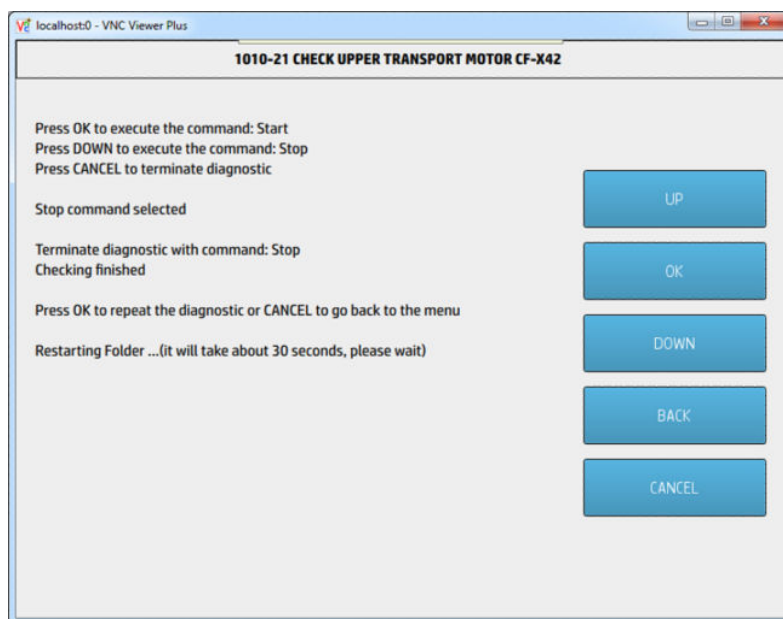 localhost:0 - VNC Viewer Plus
1010-21 CHECK UPPER TRANSPORT MOTOR CF-X42
Press OK to execute the command: Start
Press DOWN to execute the command: Stop
Press CANCEL to terminate diagnostic
Stop command selected
Terminate diagnostic with command: Stop
Checking finished
Press OK to repeat the diagnostic or CANCEL to go back to the menu
Restarting Folder ...(it will take about 30 seconds, please wait)
UP
OK
DOWN
BACK
CANCEL